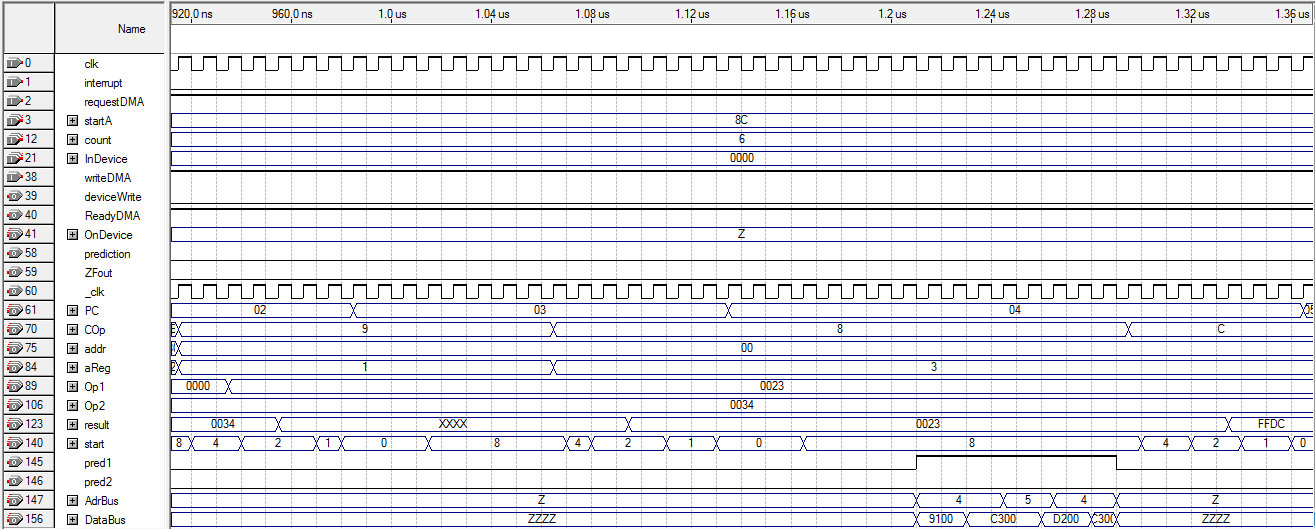 Name 920.0 ns 960.0 ns 1.0 us 1.04 us 1.08 us 1.12 us 1.16 us 1.2 us 1.24 us 1.28 us 1.32 us 1.36 us
0 clk
1 interrupt
2 requestDMA
3 startA 8C
12 count 6
21 InDevice 0000
38 writeDMA
39 deviceWrite
40 ReadyDMA
41 OnDevice Z
58 prediction
59 ZFout
60 _clk
61 PC 02 03 04
70 COp 9 8 C
75 addr 00
84 aReg 1 3
89 Op1 0000 0023
106 Op2 0034
123 result 0034 XXXX 0023 FFDC
140 start 8 4 2 1 0 8 4 2 1 0 8 4 2 1 0
145 pred1
146 pred2
147 AdrBus Z 4 5 4 Z
156 DataBus ZZZZ 9100 C300 D200 C300 ZZZZ